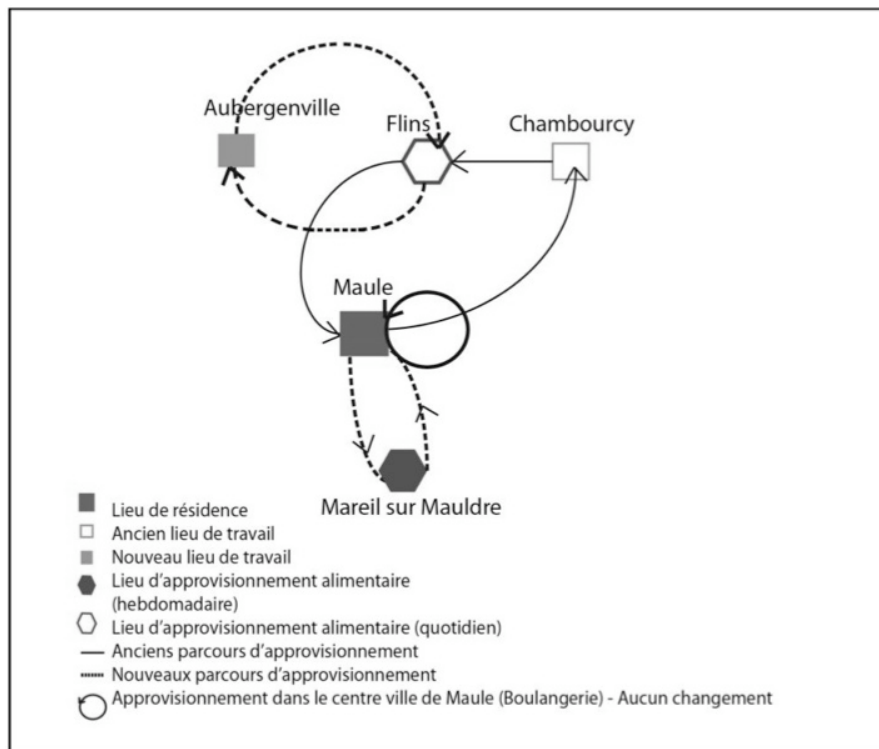 Aubergenville
Flins
Chambourcy
Maule
Mareil sur Mauldre
Lieu de résidence
Ancien lieu de travail
Nouveau lieu de travail
Lieu d'approvisionnement alimentaire
(hebdomadaire)
Lieu d'approvisionnement alimentaire (quotidien)
Anciens parcours d'approvisionnement
Nouveaux parcours d'approvisionnement
Approvisionnement dans le centre ville de Maule (Boulangerie) - Aucun changement